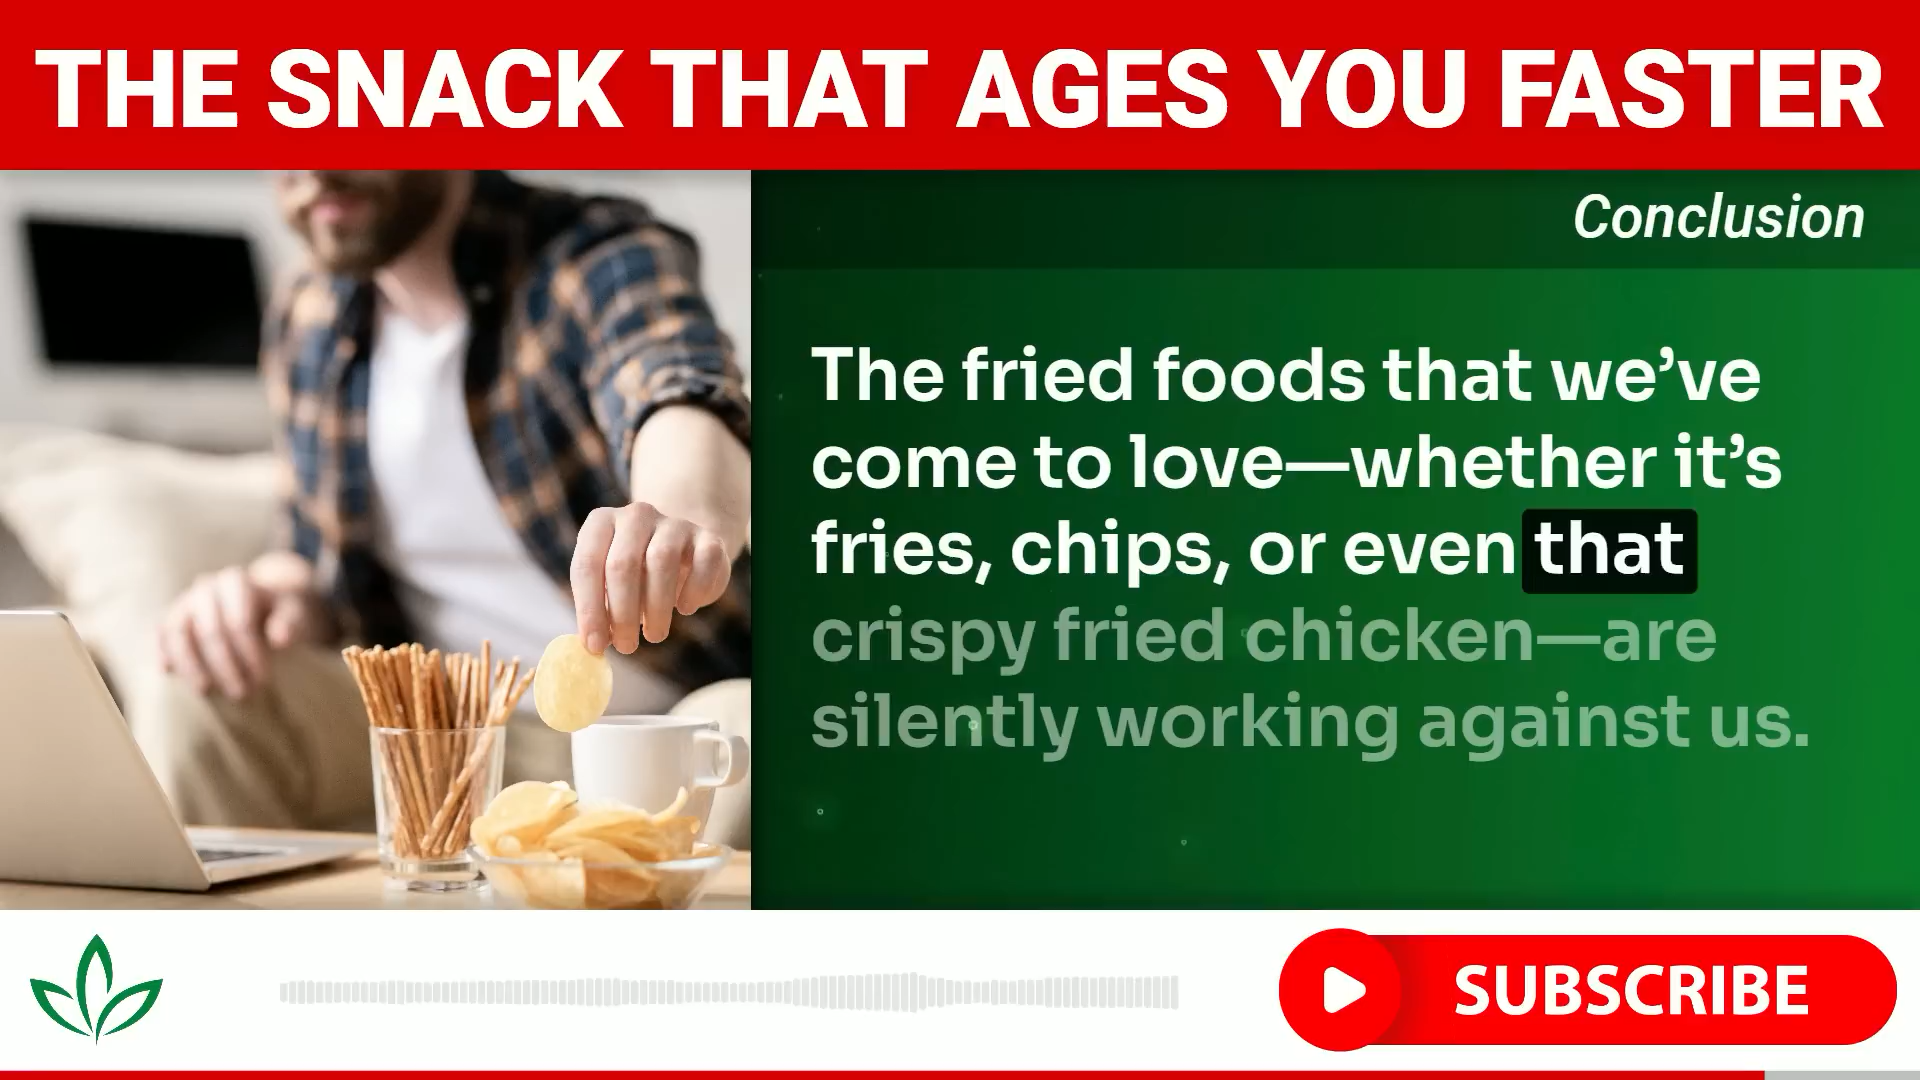 THE SNACK THAT AGES YOU FASTER
Conclusion
The fried foods that we’ve
come to love—whether it’s
fries, chips, or even that
crispy fried chicken—are
silently working against us.
SUBSCRIBE